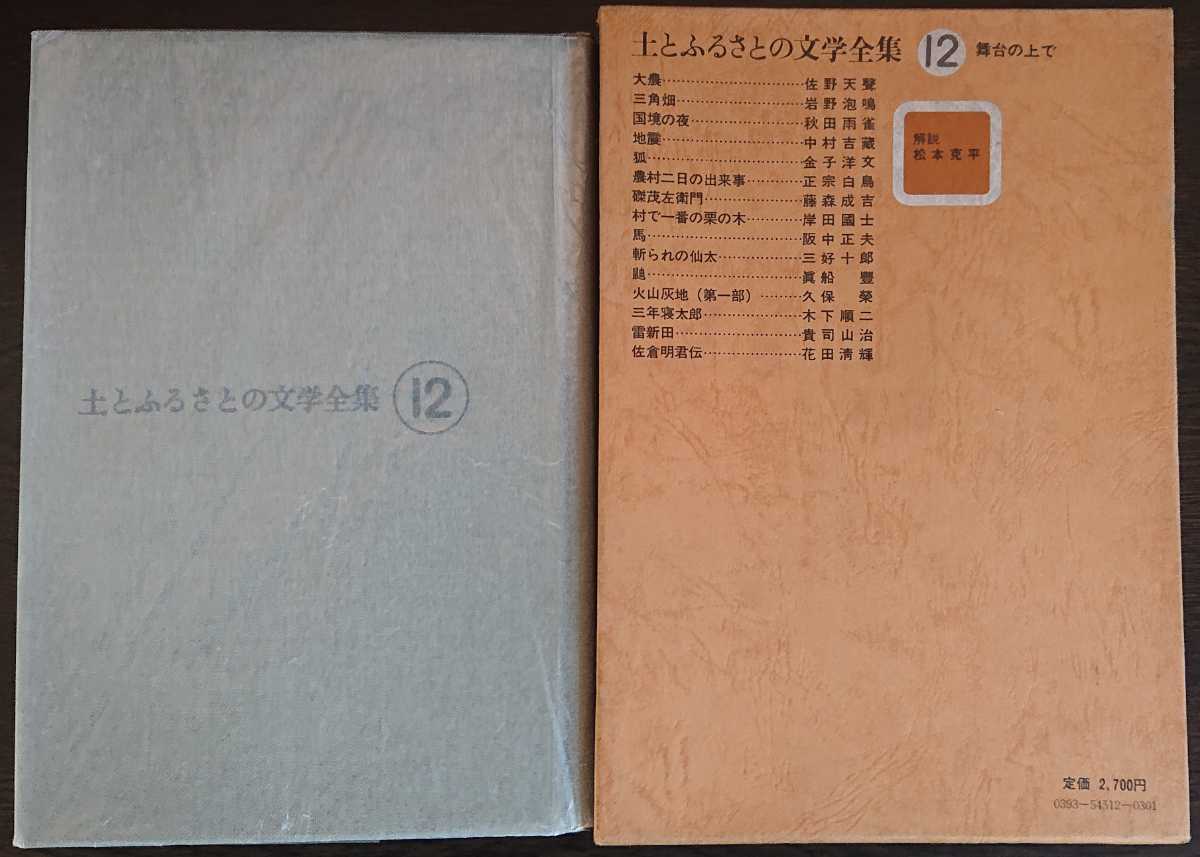 土とふるさとの文学全集 12
土とふるさとの文学全集 12 舞台の上で
大農…………………………佐野天聲
三角畑………………………岩野泡鳴
国境の夜……………………秋田雨雀
地震…………………………中村吉蔵
狐……………………………金子洋文
農村二日の出来事…………正宗白鳥
磔茂左衛門…………………藤森成吉
村で一番の栗の木…………岸田國士
馬……………………………阪中正夫
斬られの仙太………………三好十郎
鼬……………………………眞船豐
火山灰地(第一部)………久保榮
三年寝太郎…………………木下順二
雷新田………………………貴司山治
佐倉明君伝…………………花田清輝
解説
松本克平
定価 2,700円
0393-54312-0301